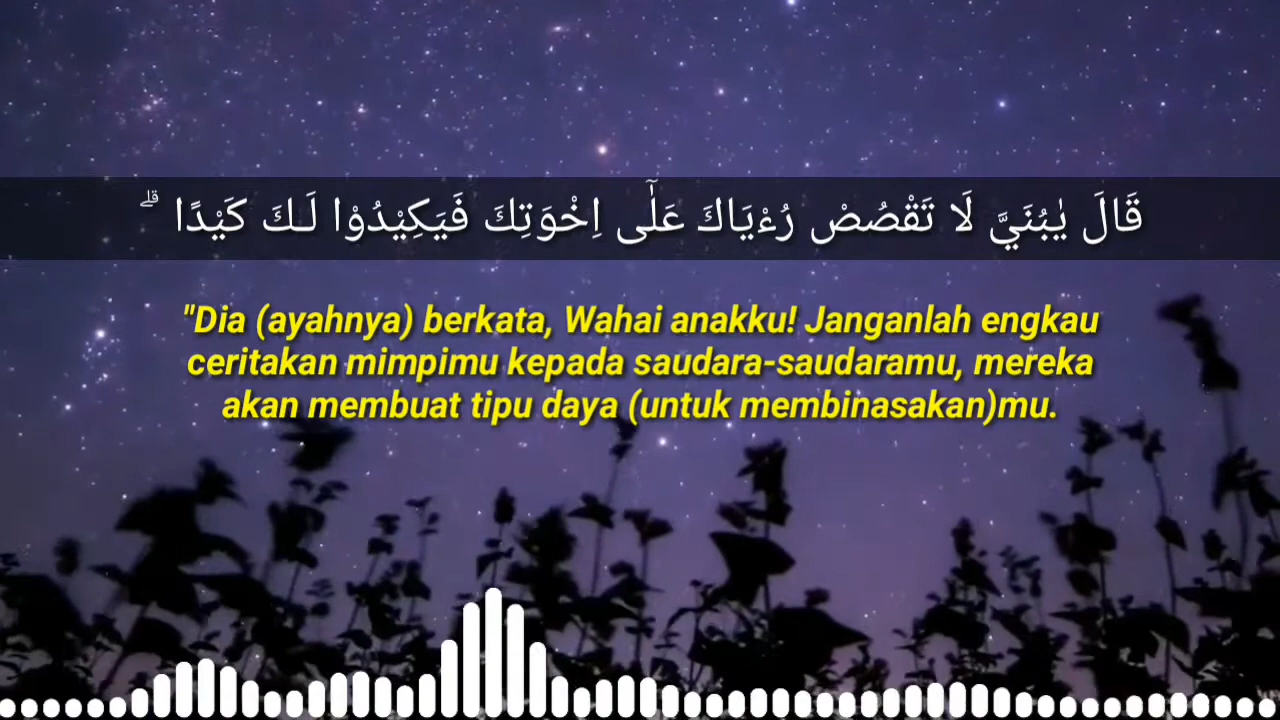 قَالَ يٰبُنَيَّ لَا تَقْصُصْ رُءْيَاكَ عَلٰٓى اِخْوَتِكَ فَيَكِيْدُوْا لَـكَ كَيْدًا ۗ
"Dia (ayahnya) berkata, Wahai anakku! Janganlah engkau
ceritakan mimpimu kepada saudara-saudaramu, mereka
akan membuat tipu daya (untuk membinasakan)mu.